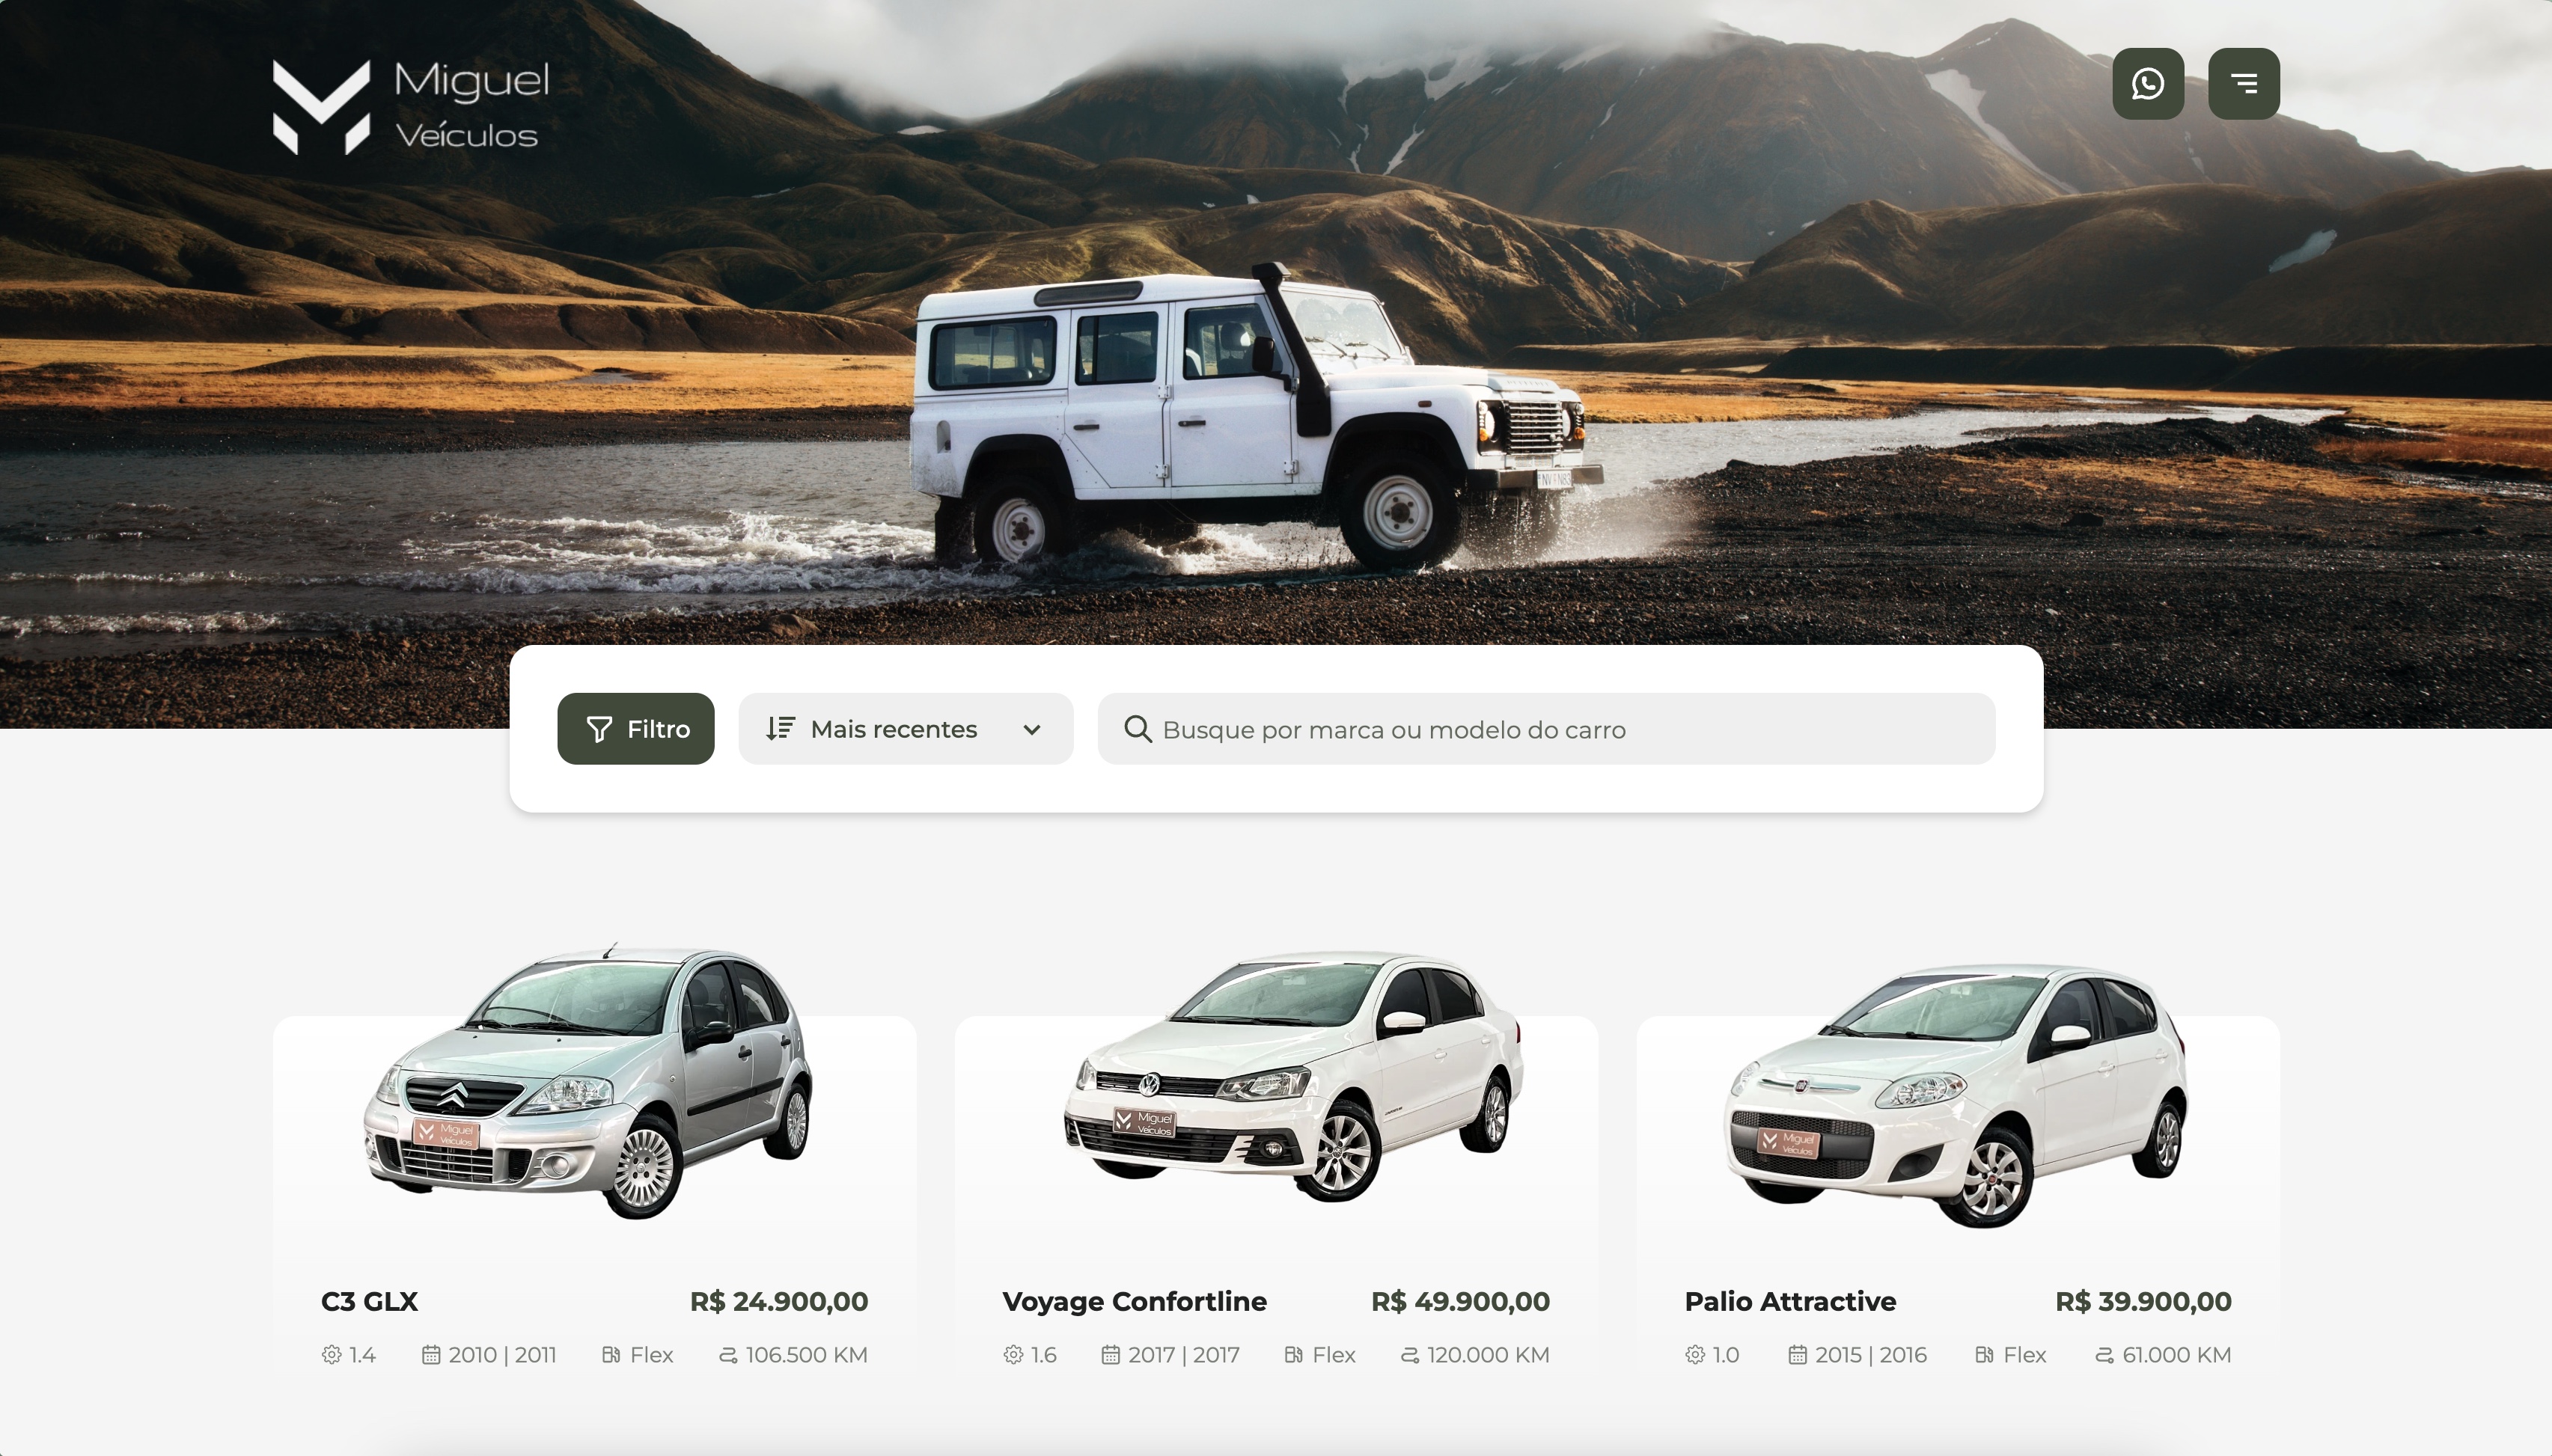 Miguel
Veículos
Filtro
Mais recentes
Busque por marca ou modelo do carro
Miguel
Veículos
Miguel
Veículos
Miguel
Veículos
C3 GLX
R$ 24.900,00
1.4
2010 | 2011
Flex
106.500 KM
Voyage Confortline
R$ 49.900,00
1.6
2017 | 2017
Flex
120.000 KM
Palio Attractive
R$ 39.900,00
1.0
2015 | 2016
Flex
61.000 KM